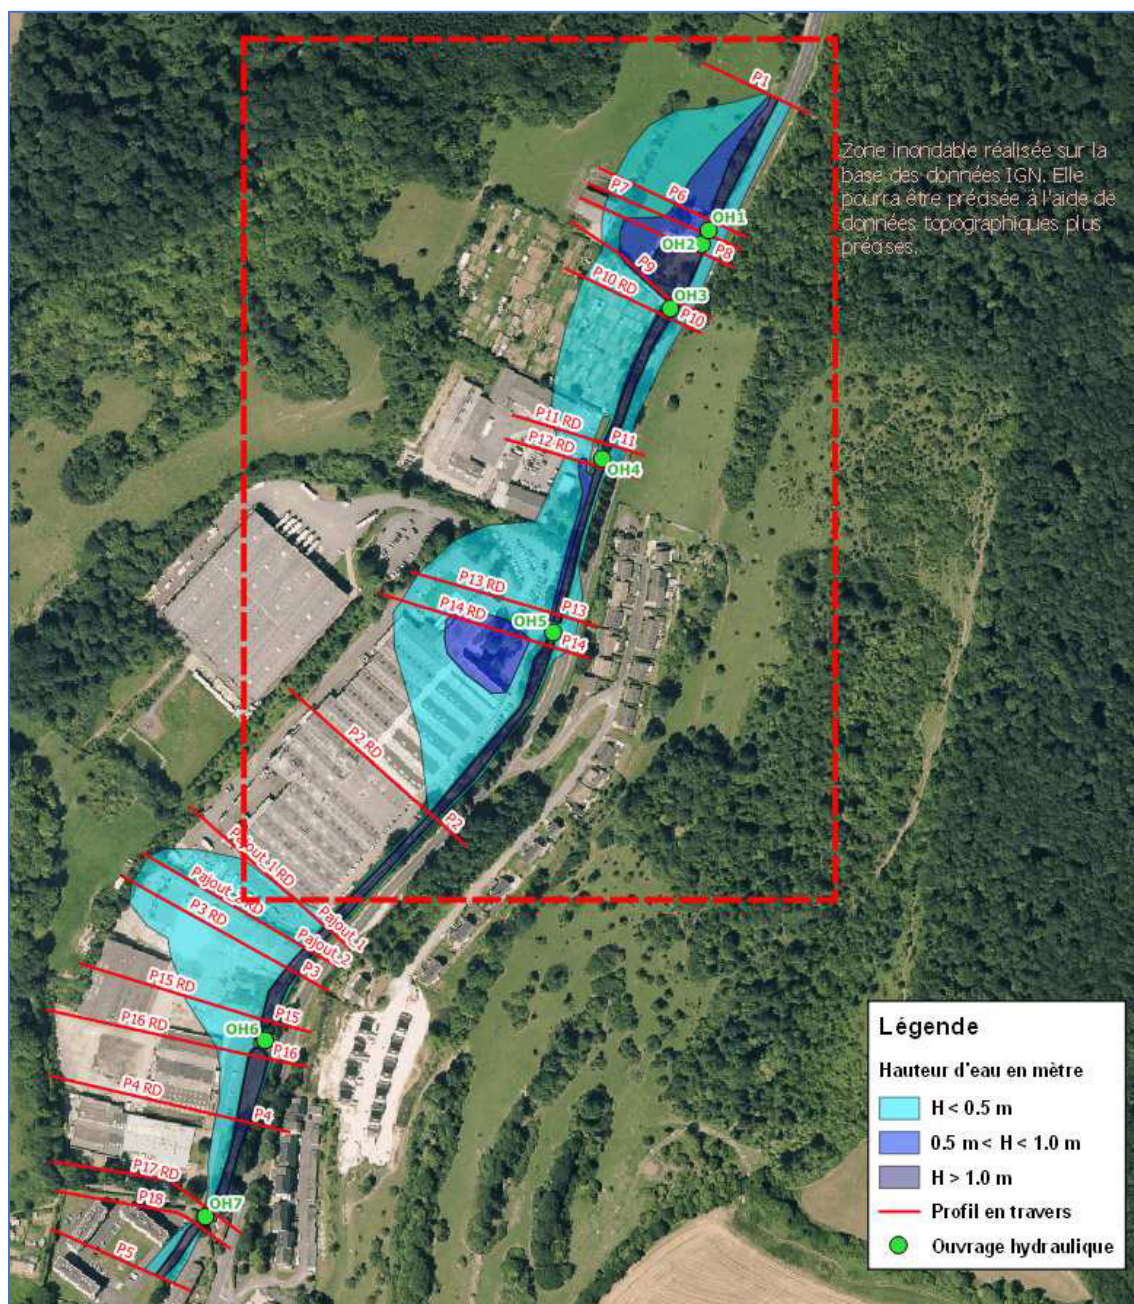 P1
Zone inondable réalisée sur la
base des données IGN. Elle
pourra être précisée à l'aide de
données topographiques plus
précises.
P7
P6
OH1
OH2
P8
P9
P10 RD
OH3
P10
P11 RD
P11
P12 RD
OH4
P13 RD
P13
P14 RD
OH5
P14
P2 RD
P2
Pajout_1 RD
Pajout_1
Pajout_2 RD
Pajout_2
P3 RD
P3
P15 RD
P15
P16 RD
OH6
P16
P4 RD
P4
P17 RD
P18
OH7
P5
Légende
Hauteur d'eau en mètre
H < 0.5 m
0.5 m < H < 1.0 m
H > 1.0 m
Profil en travers
Ouvrage hydraulique